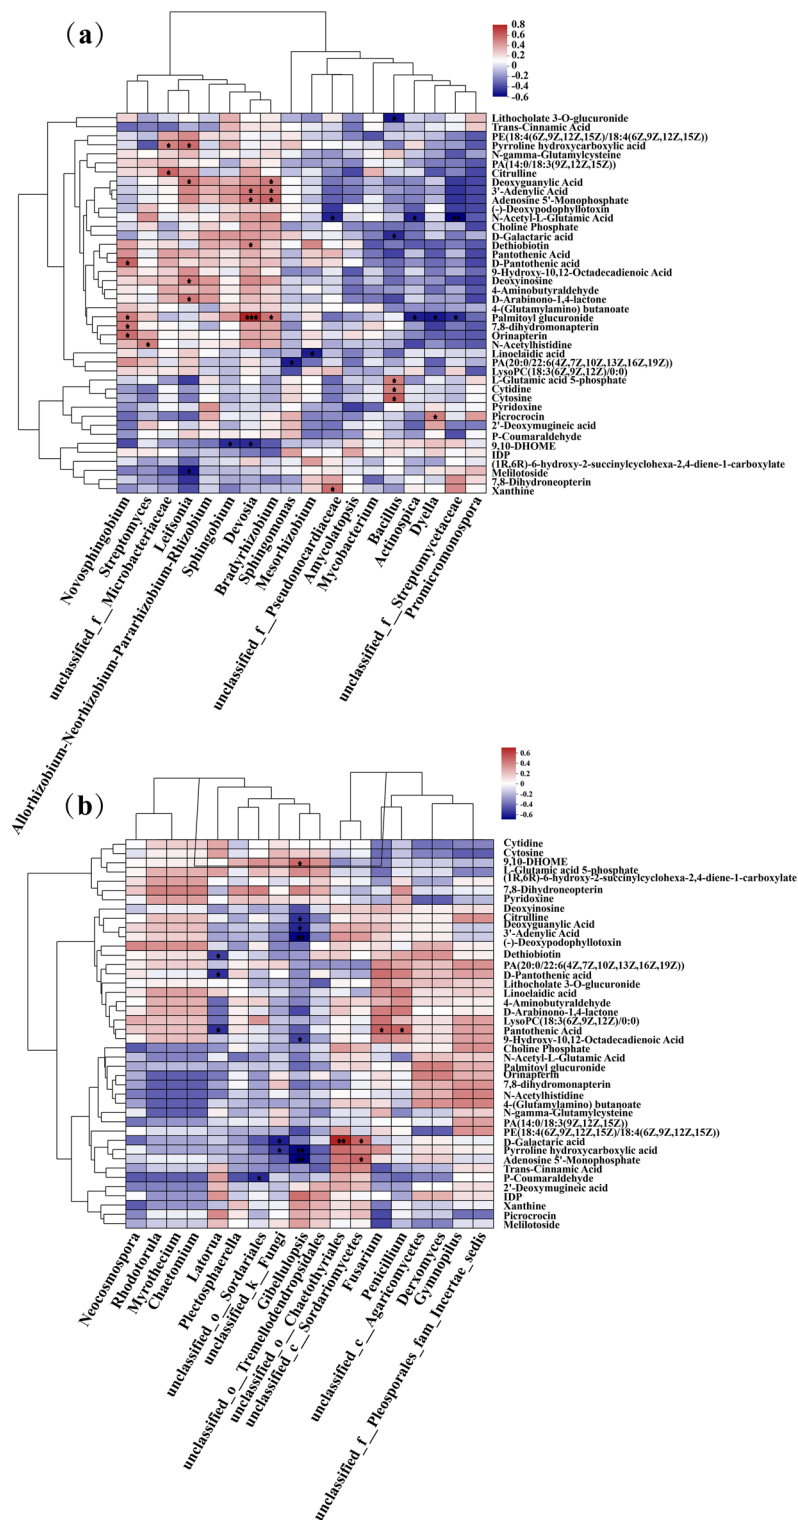 (a)
0.8
0.6
0.4
0.2
0
-0.2
-0.4
-0.6
Lithocholate 3-O-glucuronide
Trans-Cinnamic Acid
PE(18:4(6Z,9Z,12Z,15Z)/18:4(6Z,9Z,12Z,15Z))
Pyrroline hydroxycarboxylic acid
N-gamma-Glutamylcysteine
PA(14:0/18:3(9Z,12Z,15Z))
Citrulline
Deoxyguanylic Acid
3'-Adenylic Acid
Adenosine 5'-Monophosphate
(-)-Deoxypodophyllotoxin
N-Acetyl-L-Glutamic Acid
Choline Phosphate
D-Galactaric acid
Dethiobiotin
Pantothenic Acid
D-Pantothenic acid
9-Hydroxy-10,12-Octadecadienoic Acid
Deoxyinosine
4-Aminobutyraldehyde
D-Arabinono-1,4-lactone
4-(Glutamylamino) butanoate
Palmitoyl glucuronide
7,8-dihydromonapterin
Orinapterin
N-Acetylhistidine
Linoelaidic acid
PA(20:0/22:6(4Z,7Z,10Z,13Z,16Z,19Z))
LysoPC(18:3(6Z,9Z,12Z)/0:0)
L-Glutamic acid 5-phosphate
Cytidine
Cytosine
Pyridoxine
Picrocrocin
2'-Deoxymugineic acid
P-Coumaraldehyde
9,10-DHOME
IDP
(1R,6R)-6-hydroxy-2-succinylcyclohexa-2,4-diene-1-carboxylate
Melilotoside
7,8-Dihydroneopterin
Xanthine
Novosphingobium
Streptomyces
unclassified_f__Microbacteriaceae
Leifsonia
Allorhizobium-Neorhizobium-Pararhizobium-Rhizobium
Sphingobium
Devosia
Bradyrhizobium
Sphingomonas
Mesorhizobium
unclassified_f__Pseudonocardiaceae
Amycolatopsis
Mycobacterium
Bacillus
Actinospica
Dyella
unclassified_f__Streptomycetaceae
Promicromonospora
(b)
0.6
0.4
0.2
0
-0.2
-0.4
-0.6
Cytidine
Cytosine
9,10-DHOME
L-Glutamic acid 5-phosphate
(1R,6R)-6-hydroxy-2-succinylcyclohexa-2,4-diene-1-carboxylate
7,8-Dihydroneopterin
Pyridoxine
Deoxyinosine
Citrulline
Deoxyguanylic Acid
3'-Adenylic Acid
(-)-Deoxypodophyllotoxin
Dethiobiotin
PA(20:0/22:6(4Z,7Z,10Z,13Z,16Z,19Z))
D-Pantothenic acid
Lithocholate 3-O-glucuronide
Linoelaidic acid
4-Aminobutyraldehyde
D-Arabinono-1,4-lactone
LysoPC(18:3(6Z,9Z,12Z)/0:0)
Pantothenic Acid
9-Hydroxy-10,12-Octadecadienoic Acid
Choline Phosphate
N-Acetyl-L-Glutamic Acid
Palmitoyl glucuronide
Orinapterin
7,8-dihydromonapterin
N-Acetylhistidine
4-(Glutamylamino) butanoate
N-gamma-Glutamylcysteine
PA(14:0/18:3(9Z,12Z,15Z))
PE(18:4(6Z,9Z,12Z,15Z)/18:4(6Z,9Z,12Z,15Z))
D-Galactaric acid
Pyrroline hydroxycarboxylic acid
Adenosine 5'-Monophosphate
Trans-Cinnamic Acid
P-Coumaraldehyde
2'-Deoxymugineic acid
IDP
Xanthine
Picrocrocin
Melilotoside
Neocosmospora
Rhodotorula
Myrothecium
Chaetomium
Latorua
Plectosphaerella
unclassified_o__Sordariales
unclassified_k__Fungi
Gibellulopsis
unclassified_o__Tremellodendropsidales
unclassified_o__Chaetothyriales
unclassified_c__Sordariomycetes
Fusarium
Penicillium
unclassified_c__Agaricomycetes
Derxomyces
Gymnopilus
unclassified_f__Pleosporales_fam_Incertae_sedis